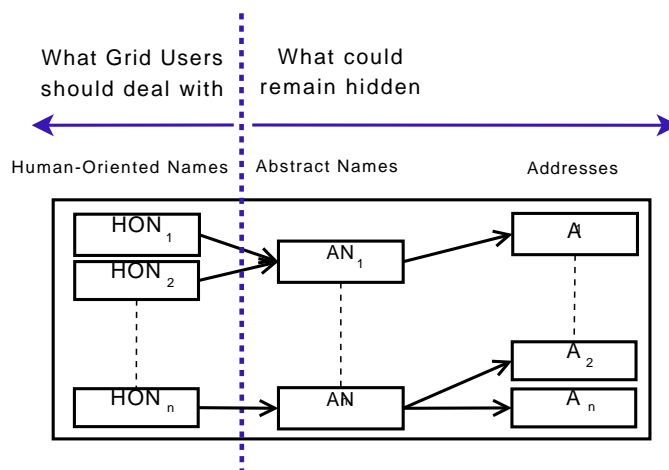 What Grid Users
should deal with
What could
remain hidden
Human-Oriented Names
Abstract Names
Addresses
HON 1
HON 2
HON n
AN 1
AN n
A 1
A 2
A n